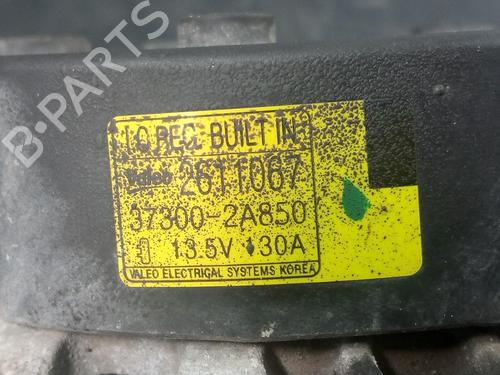 B-PARTS
I.C REG. BUILT IN
Valeo 2611067
37300-2A850
13.5V 130A
VALEO ELECTRICAL SYSTEMS KOREA